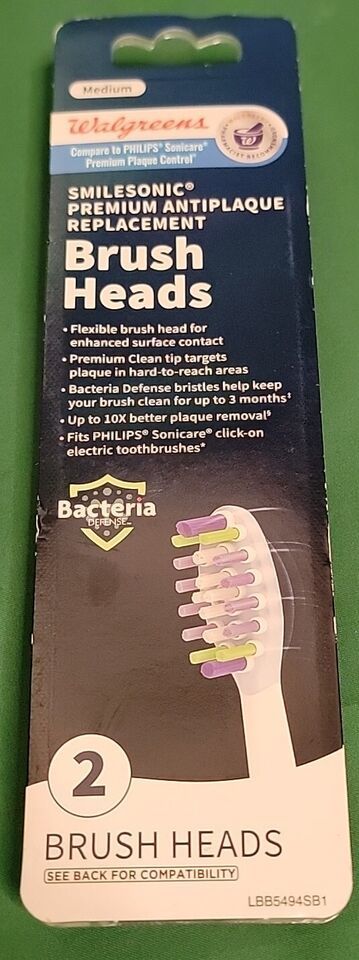 Medium
Walgreens
Compare to PHILIPS® Sonicare®
Premium Plaque Control™
W
SMILESONIC®
PREMIUM ANTIPLAQUE
REPLACEMENT
Brush
Heads
• Flexible brush head for
enhanced surface contact
• Premium Clean tip targets
plaque in hard-to-reach areas
• Bacteria Defense bristles help keep
your brush clean for up to 3 months‡
• Up to 10X better plaque removal§
• Fits PHILIPS® Sonicare® click-on
electric toothbrushes*
Bacteria
DEFENSE™
2
BRUSH HEADS
SEE BACK FOR COMPATIBILITY
LBB5494SB1